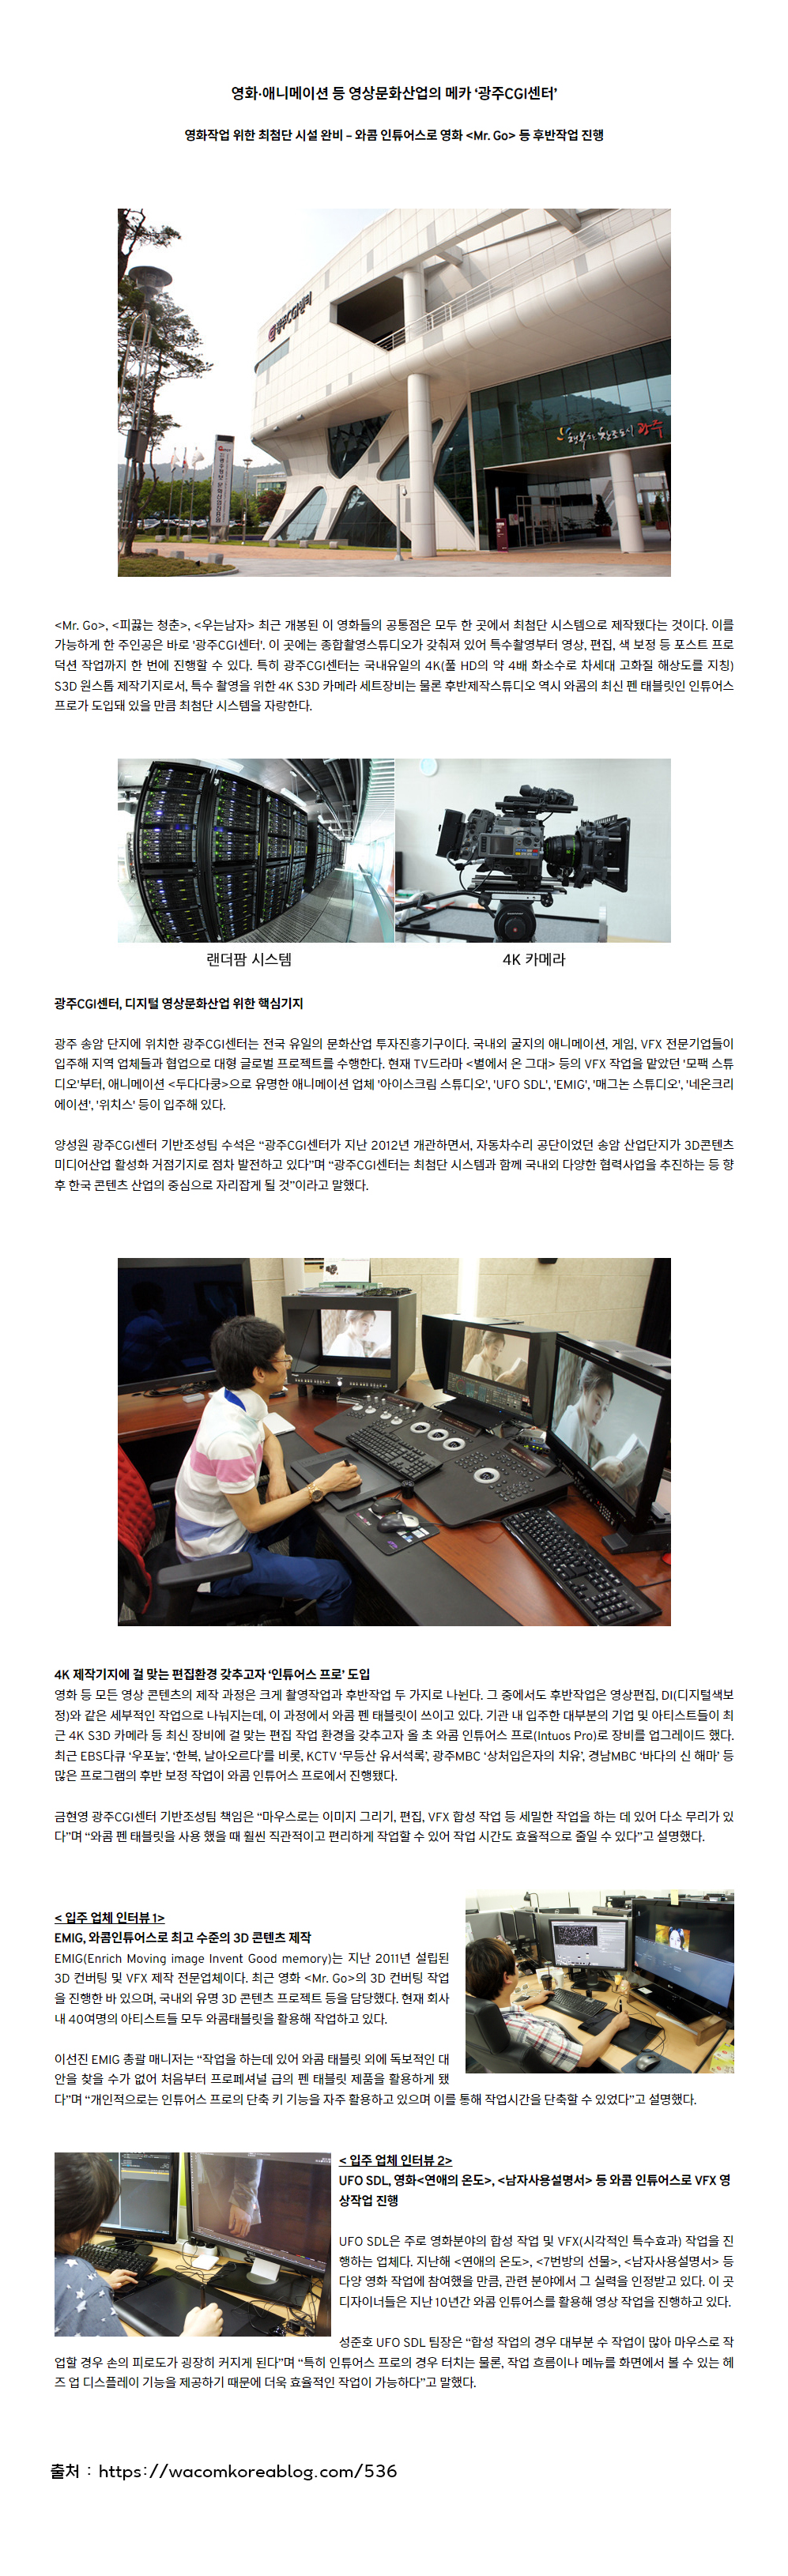 영화·애니메이션 등 영상문화산업의 메카 ‘광주CGI센터’
영화작업 위한 최첨단 시설 완비 – 와콤 인튜어스로 영화 <Mr. Go> 등 후반작업 진행
광주CGI센터
행복한 창조도시 광주
<Mr. Go>, <피끓는 청춘>, <우는남자> 최근 개봉된 이 영화들의 공통점은 모두 한 곳에서 최첨단 시스템으로 제작됐다는 것이다. 이를
가능하게 한 주인공은 바로 '광주CGI센터'. 이 곳에는 종합촬영스튜디오가 갖춰져 있어 특수촬영부터 영상, 편집, 색 보정 등 포스트 프로
덕션 작업까지 한 번에 진행할 수 있다. 특히 광주CGI센터는 국내유일의 4K(풀 HD의 약 4배 화소수로 차세대 고화질 해상도를 지칭)
S3D 원스톱 제작기지로서, 특수 촬영을 위한 4K S3D 카메라 세트장비는 물론 후반제작스튜디오 역시 와콤의 최신 펜 태블릿인 인튜어스
프로가 도입돼 있을 만큼 최첨단 시스템을 자랑한다.
랜더팜 시스템
4K 카메라
광주CGI센터, 디지털 영상문화산업 위한 핵심기지
광주 송암 단지에 위치한 광주CGI센터는 전국 유일의 문화산업 투자진흥기구이다. 국내외 굴지의 애니메이션, 게임, VFX 전문기업들이
입주해 지역 업체들과 협업으로 대형 글로벌 프로젝트를 수행한다. 현재 TV드라마 <별에서 온 그대> 등의 VFX 작업을 맡았던 '모팩 스튜
디오'부터, 애니메이션 <두다다쿵>으로 유명한 애니메이션 업체 '아이스크림 스튜디오', 'UFO SDL', 'EMIG', '매그논 스튜디오', '네온크리
에이션', '위치스' 등이 입주해 있다.
양성원 광주CGI센터 기반조성팀 수석은 “광주CGI센터가 지난 2012년 개관하면서, 자동차수리 공단이었던 송암 산업단지가 3D콘텐츠
미디어산업 활성화 거점기지로 점차 발전하고 있다”며 “광주CGI센터는 최첨단 시스템과 함께 국내외 다양한 협력사업을 추진하는 등 향
후 한국 콘텐츠 산업의 중심으로 자리잡게 될 것”이라고 말했다.
4K 제작기지에 걸 맞는 편집환경 갖추고자 ‘인튜어스 프로’ 도입
영화 등 모든 영상 콘텐츠의 제작 과정은 크게 촬영작업과 후반작업 두 가지로 나뉜다. 그 중에서도 후반작업은 영상편집, DI(디지털색보
정)와 같은 세부적인 작업으로 나눠지는데, 이 과정에서 와콤 펜 태블릿이 쓰이고 있다. 기관 내 입주한 대부분의 기업 및 아티스트들이 최
근 4K S3D 카메라 등 최신 장비에 걸 맞는 편집 작업 환경을 갖추고자 올 초 와콤 인튜어스 프로(Intuos Pro)로 장비를 업그레이드 했다.
최근 EBS다큐 ‘우포늪’, ‘한복, 날아오르다’를 비롯, KCTV ‘무등산 유서석록’, 광주MBC ‘상처입은자의 치유’, 경남MBC ‘바다의 신 해마’ 등
많은 프로그램의 후반 보정 작업이 와콤 인튜어스 프로에서 진행됐다.
금현영 광주CGI센터 기반조성팀 책임은 “마우스로는 이미지 그리기, 편집, VFX 합성 작업 등 세밀한 작업을 하는 데 있어 다소 무리가 있
다”며 “와콤 펜 태블릿을 사용 했을 때 훨씬 직관적이고 편리하게 작업할 수 있어 작업 시간도 효율적으로 줄일 수 있다”고 설명했다.
< 입주 업체 인터뷰 1>
EMIG, 와콤인튜어스로 최고 수준의 3D 콘텐츠 제작
EMIG(Enrich Moving image Invent Good memory)는 지난 2011년 설립된
3D 컨버팅 및 VFX 제작 전문업체이다. 최근 영화 <Mr. Go>의 3D 컨버팅 작업
을 진행한 바 있으며, 국내외 유명 3D 콘텐츠 프로젝트 등을 담당했다. 현재 회사
내 40여명의 아티스트들 모두 와콤태블릿을 활용해 작업하고 있다.
이선진 EMIG 총괄 매니저는 “작업을 하는데 있어 와콤 태블릿 외에 독보적인 대
안을 찾을 수가 없어 처음부터 프로페셔널 급의 펜 태블릿 제품을 활용하게 됐
다”며 “개인적으로는 인튜어스 프로의 단축 키 기능을 자주 활용하고 있으며 이를 통해 작업시간을 단축할 수 있었다”고 설명했다.
< 입주 업체 인터뷰 2>
UFO SDL, 영화<연애의 온도>, <남자사용설명서> 등 와콤 인튜어스로 VFX 영
상작업 진행
UFO SDL은 주로 영화분야의 합성 작업 및 VFX(시각적인 특수효과) 작업을 진
행하는 업체다. 지난해 <연애의 온도>, <7번방의 선물>, <남자사용설명서> 등
다양 영화 작업에 참여했을 만큼, 관련 분야에서 그 실력을 인정받고 있다. 이 곳
디자이너들은 지난 10년간 와콤 인튜어스를 활용해 영상 작업을 진행하고 있다.
성준호 UFO SDL 팀장은 “합성 작업의 경우 대부분 수 작업이 많아 마우스로 작
업할 경우 손의 피로도가 굉장히 커지게 된다”며 “특히 인튜어스 프로의 경우 터치는 물론, 작업 흐름이나 메뉴를 화면에서 볼 수 있는 헤
즈 업 디스플레이 기능을 제공하기 때문에 더욱 효율적인 작업이 가능하다”고 말했다.
출처 : https://wacomkoreablog.com/536